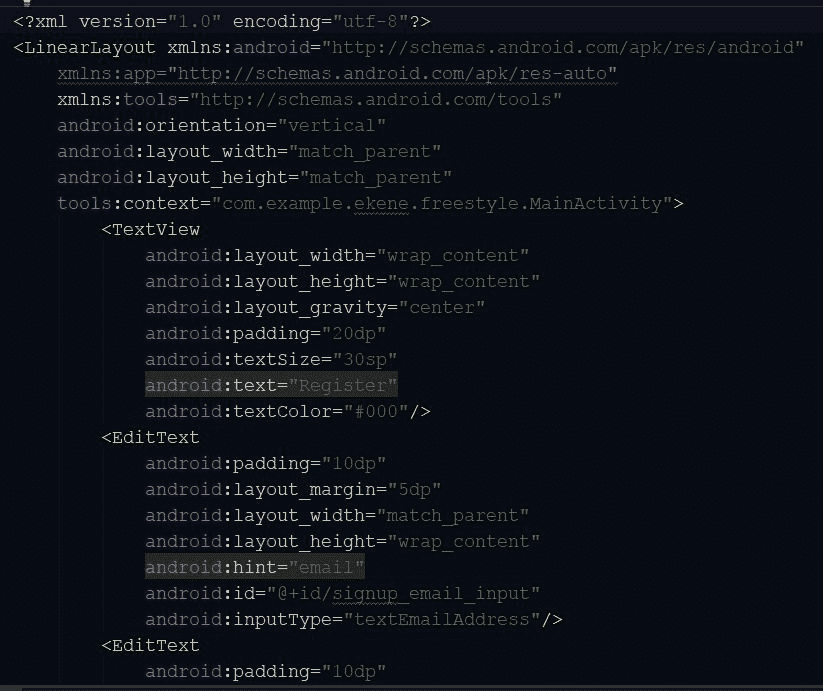 <?xml version="1.0" encoding="utf-8"?>
<LinearLayout xmlns:android="http://schemas.android.com/apk/res/android"
    xmlns:app="http://schemas.android.com/apk/res-auto"
    xmlns:tools="http://schemas.android.com/tools"
    android:orientation="vertical"
    android:layout_width="match_parent"
    android:layout_height="match_parent"
    tools:context="com.example.ekene.freestyle.MainActivity">
        <TextView
            android:layout_width="wrap_content"
            android:layout_height="wrap_content"
            android:layout_gravity="center"
            android:padding="20dp"
            android:textSize="30sp"
            android:text="Register"
            android:textColor="#000"/>
        <EditText
            android:padding="10dp"
            android:layout_margin="5dp"
            android:layout_width="match_parent"
            android:layout_height="wrap_content"
            android:hint="email"
            android:id="@+id/signup_email_input"
            android:inputType="textEmailAddress"/>
        <EditText
            android:padding="10dp"